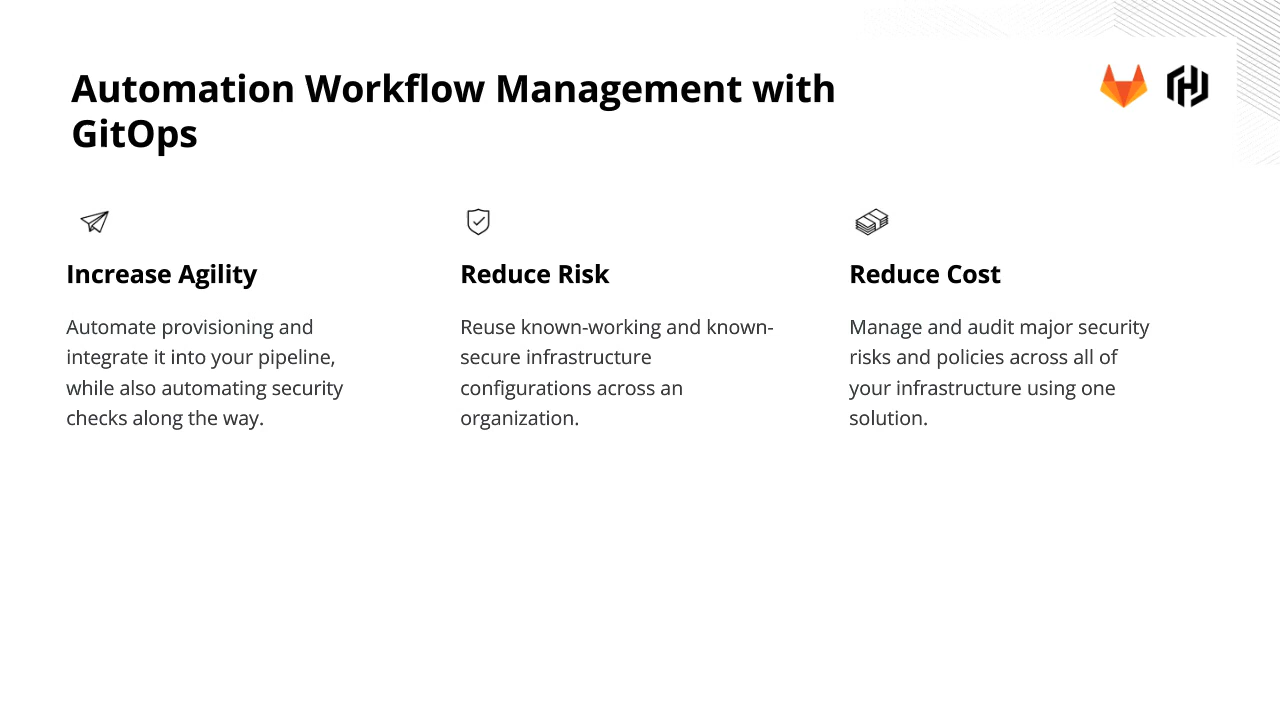 Automation Workflow Management with
GitOps
Increase Agility
Automate provisioning and
integrate it into your pipeline,
while also automating security
checks along the way.
Reduce Risk
Reuse known-working and known-
secure infrastructure
configurations across an
organization.
Reduce Cost
Manage and audit major security
risks and policies across all of
your infrastructure using one
solution.